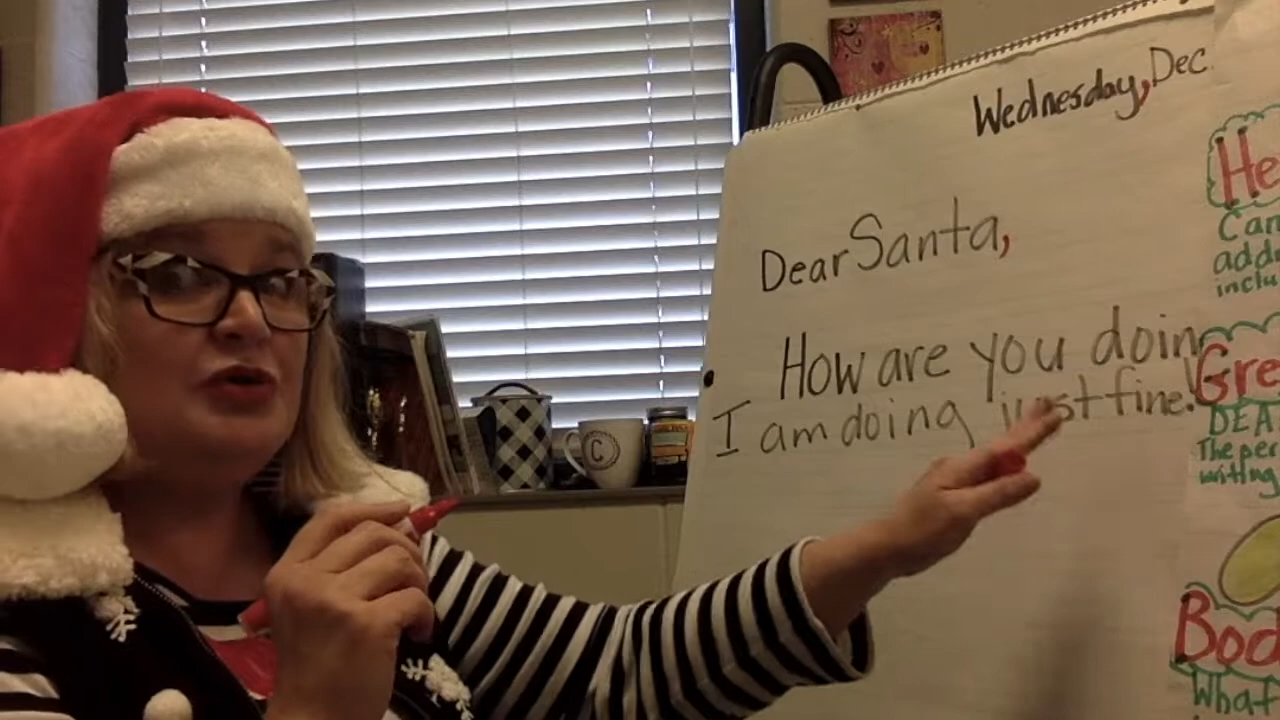 Wednesday, Dec
Dear Santa,
How are you doin
I am doing just fine!
He
Can
addr
inclu
Gre
DEA
The per
writing
Bod
What
C